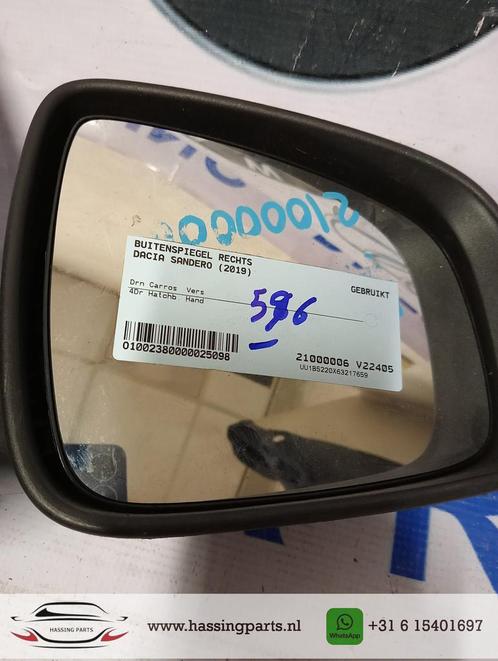 21000006
BUITENSPIEGEL RECHTS
DACIA SANDERO (2019)
GEBRUIKT
Drn Carros Vers
4Dr Hatchb Hand
596
01002380000025098
21000006 V22405
UU1B5220X63217659
HASSING PARTS
www.hassingparts.nl
WhatsApp
+31 6 15401697